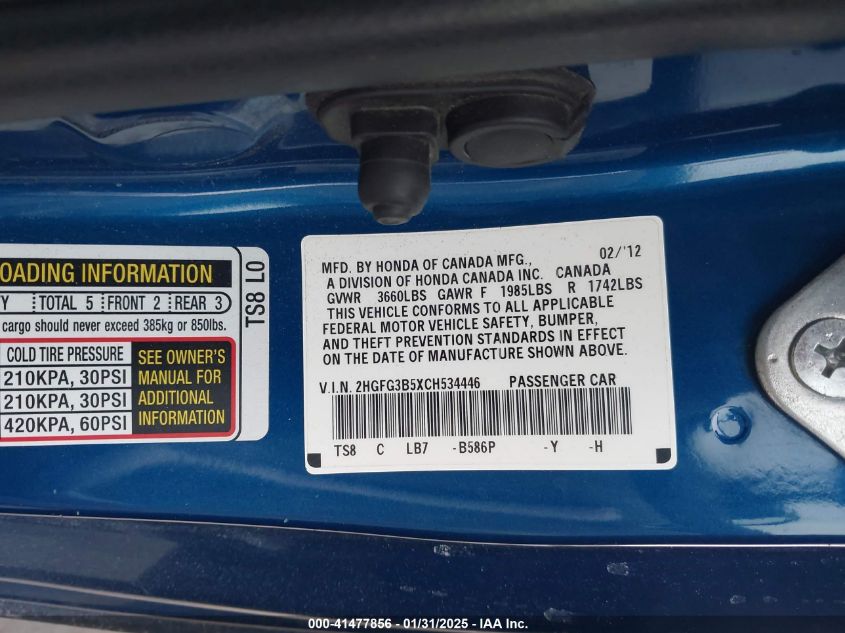 OADING INFORMATION
Y TOTAL 5 FRONT 2 REAR 3
cargo should never exceed 385kg or 850lbs.
COLD TIRE PRESSURE
210KPA, 30PSI
210KPA, 30PSI
420KPA, 60PSI
SEE OWNER'S
MANUAL FOR
ADDITIONAL
INFORMATION
TS8 L0
MFD. BY HONDA OF CANADA MFG., 02/'12
A DIVISION OF HONDA CANADA INC. CANADA
GVWR 3660LBS GAWR F 1985LBS R 1742LBS
THIS VEHICLE CONFORMS TO ALL APPLICABLE
FEDERAL MOTOR VEHICLE SAFETY, BUMPER,
AND THEFT PREVENTION STANDARDS IN EFFECT
ON THE DATE OF MANUFACTURE SHOWN ABOVE.
V.I.N. 2HGFG3B5XCH534446 PASSENGER CAR
TS8 C LB7 -B586P -Y -H
000-41477856 - 01/31/2025 - IAA Inc.